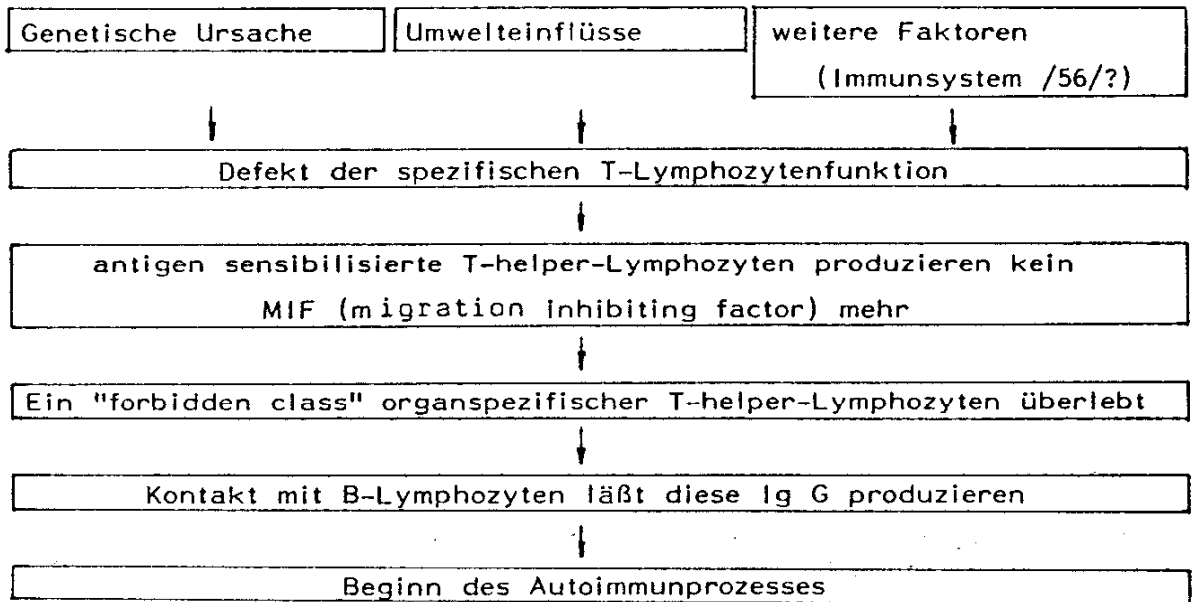 Genetische Ursache
Umwelteinflüsse
weitere Faktoren
(Immunsystem /56/?)
Defekt der spezifischen T-Lymphozytenfunktion
antigen sensibilisierte T-helper-Lymphozyten produzieren kein
MIF (migration inhibiting factor) mehr
Ein "forbidden class" organspezifischer T-helper-Lymphozyten überlebt
Kontakt mit B-Lymphozyten läßt diese Ig G produzieren
Beginn des Autoimmunprozesses